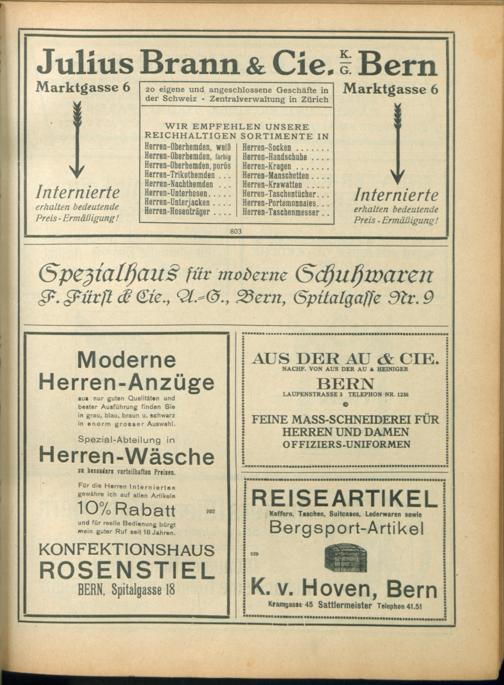 Julius Brann & Cie. K. G. Bern
Marktgasse 6
20 eigene und angeschlossene Geschäfte in
der Schweiz - Zentralverwaltung in Zürich
Marktgasse 6
WIR EMPFEHLEN UNSERE
REICHHALTIGEN SORTIMENTE IN
Herren-Oberhemden, weiß
Herren-Oberhemden, farbig
Herren-Oberhemden, porös
Herren-Trikothemden ...
Herren-Nachthemden ...
Herren-Unterhosen .....
Herren-Unterjacken ....
Herren-Hosenträger ....
Herren-Socken ........
Herren-Handschuhe ....
Herren-Kragen ........
Herren-Manschetten ....
Herren-Krawatten .....
Herren-Taschentücher...
Herren-Portemonnaies...
Herren-Taschenmesser ..
Internierte
erhalten bedeutende
Preis-Ermäßigung!
Internierte
erhalten bedeutende
Preis-Ermäßigung!
803
Spezialhaus für moderne Schuhwaren
F. Fürst & Cie., A.-G., Bern, Spitalgasse Nr. 9
Moderne
Herren-Anzüge
aus nur guten Qualitäten und
bester Ausführung finden Sie
in grau, blau, braun u. schwarz
in enorm grosser Auswahl.
Spezial-Abteilung in
Herren-Wäsche
zu besonders vorteilhaften Preisen.
Für die Herren Internierten
gewähre ich auf allen Artikeln
10% Rabatt
und für reelle Bedienung bürgt
mein guter Ruf seit 18 Jahren.
KONFEKTIONSHAUS
ROSENSTIEL
BERN, Spitalgasse 18
AUS DER AU & CIE.
NACHF. VON AUS DER AU & HEINIGER
BERN
LAUPENSTRASSE 3 TELEPHON NR. 1236
FEINE MASS-SCHNEIDEREI FÜR
HERREN UND DAMEN
OFFIZIERS-UNIFORMEN
REISEARTIKEL
Koffern, Taschen, Suitcases, Lederwaren sowie
Bergsport-Artikel
K. v. Hoven, Bern
Kramgasse 45 Sattlermeister Telephon 41.51